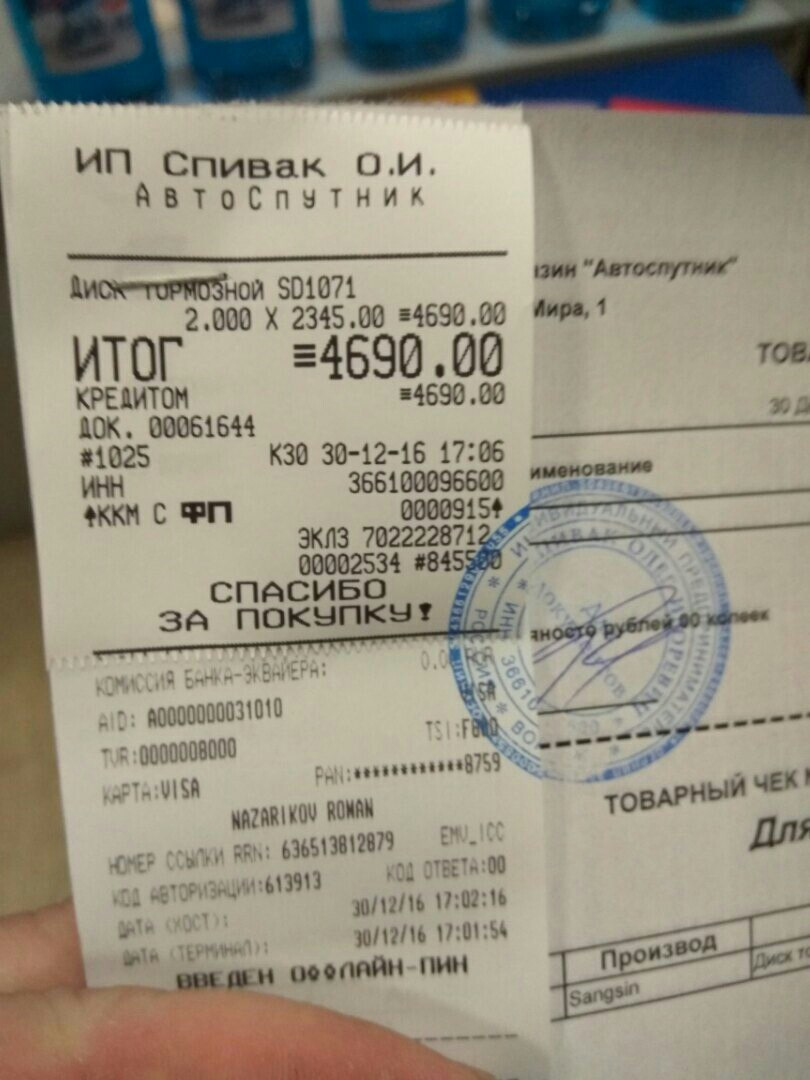 ИП Спивак О.И.
АвтоСпутник
ДИСК ТОРМОЗНОЙ SD1071
2.000 X 2345.00 ≡4690.00
ИТОГ ≡4690.00
КРЕДИТОМ ≡4690.00
ДОК. 00061644
#1025 К30 30-12-16 17:06
ИНН 366100096600
↑ККМ С ФП 0000915↑
ЭКЛЗ 7022228712
00002534 #845500
СПАСИБО
ЗА ПОКУПКУ!
КОМИССИЯ БАНКА-ЭКВАЙЕРА:
AID: A0000000031010
TVR:0000008000
КАРТА:VISA PAN:************8759
NAZARIKOV ROMAN
НОМЕР ССЫЛКИ RRN: 636513812879 EMV_ICC
КОД АВТОРИЗАЦИИ:613913 КОД ОТВЕТА:00
ДАТА (ХОСТ): 30/12/16 17:02:16
ДАТА (ТЕРМИНАЛ): 30/12/16 17:01:54
ВВЕДЕН ОФФЛАЙН-ПИН
"Автоспутник"
Мира, 1
ТОВ
30
именование
рублей 00 копеек
ТОВАРНЫЙ ЧЕК
Для
Производ
Sangsin Диск